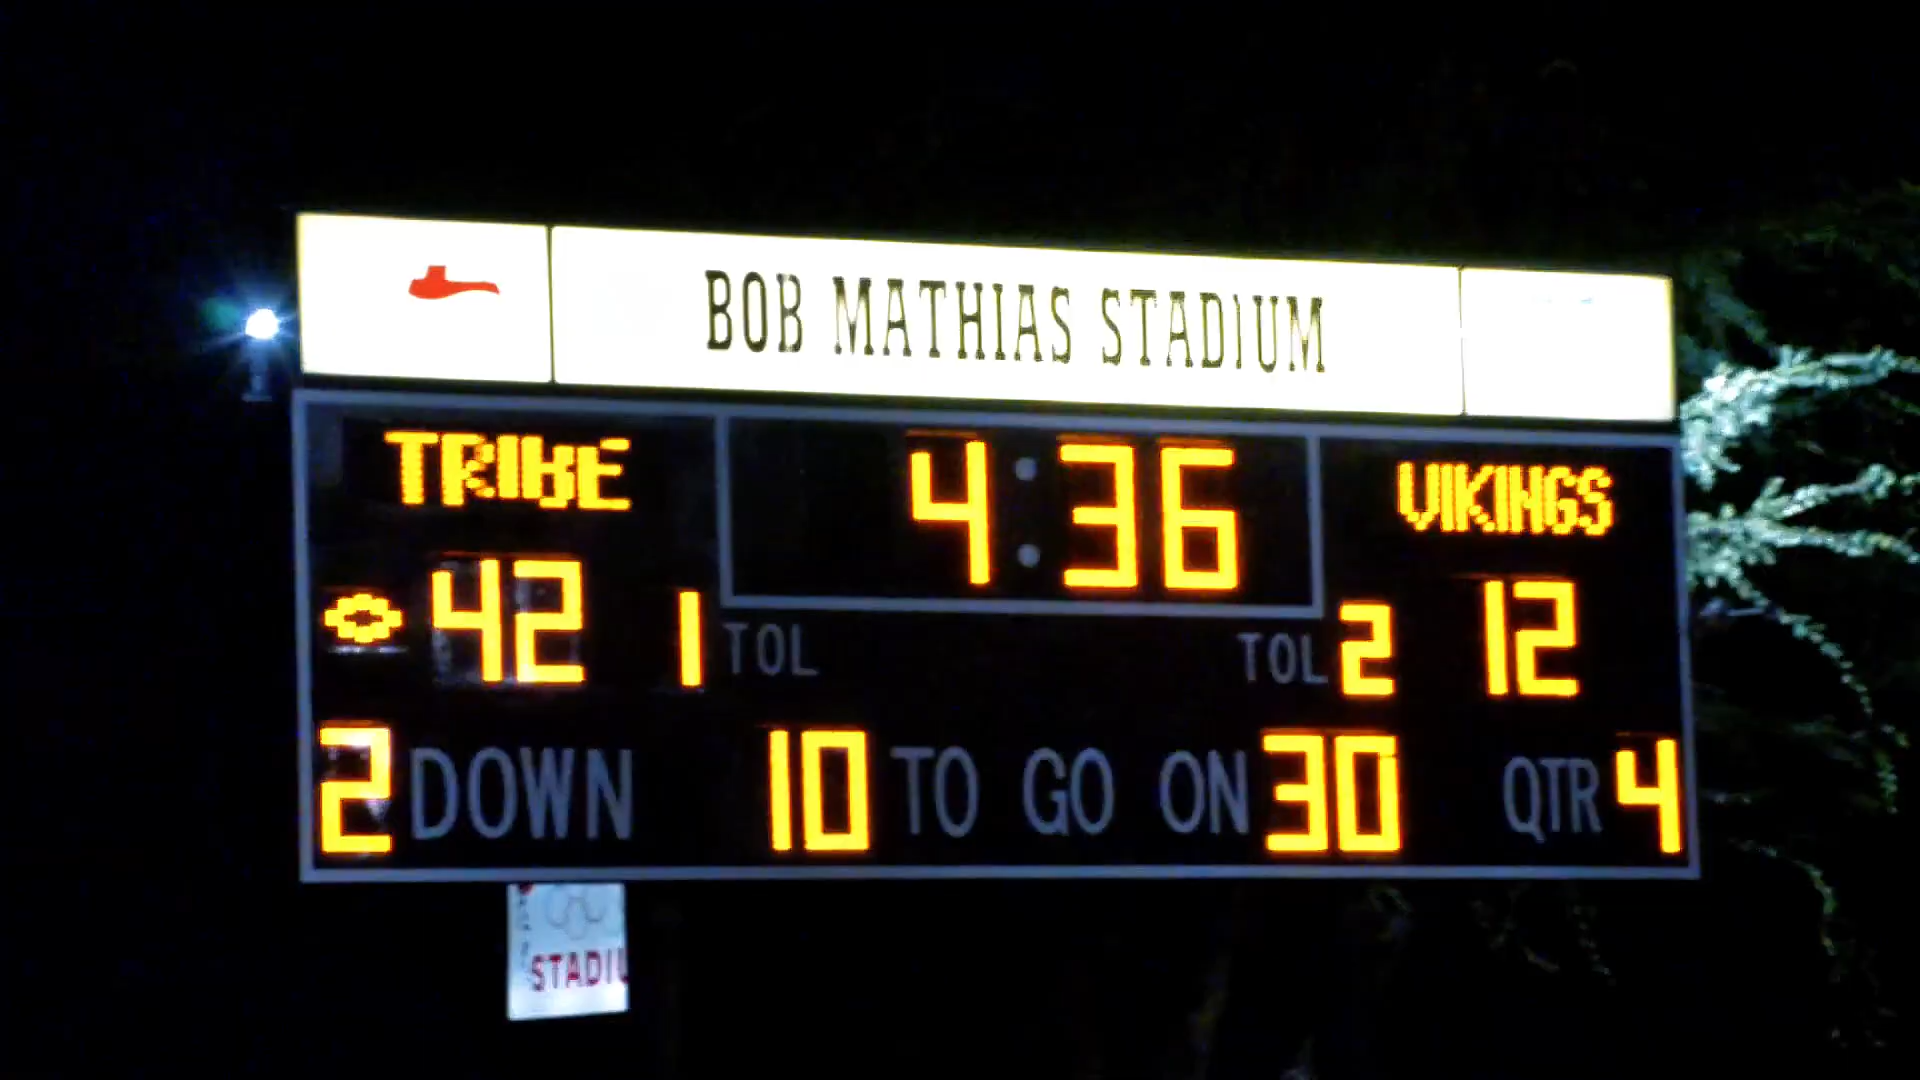 BOB MATHIAS STADIUM
TRIBE 4:36 VIKINGS
42 1 TOL TOL 2 12
2 DOWN 10 TO GO ON 30 QTR 4
STADIU